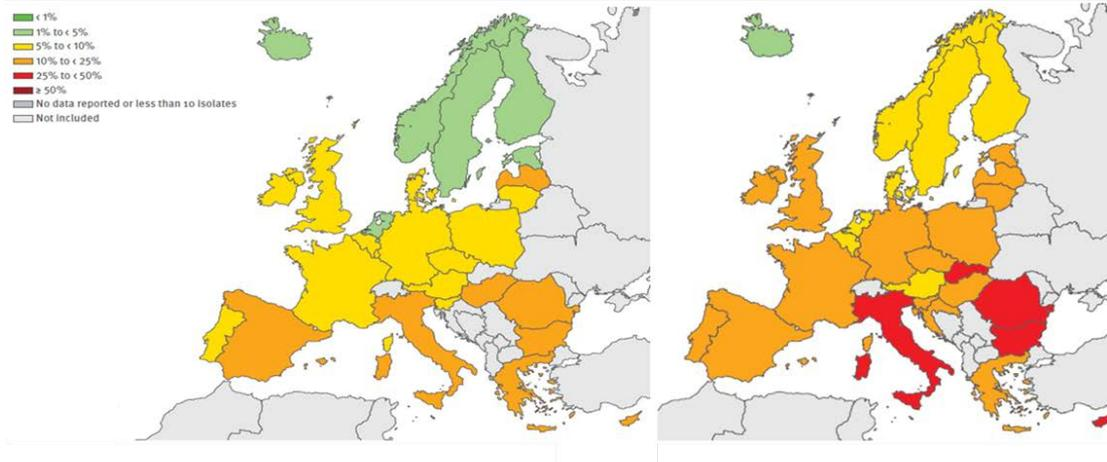 < 1%
1% to < 5%
5% to < 10%
10% to < 25%
25% to < 50%
≥ 50%
No data reported or less than 10 isolates
Not included